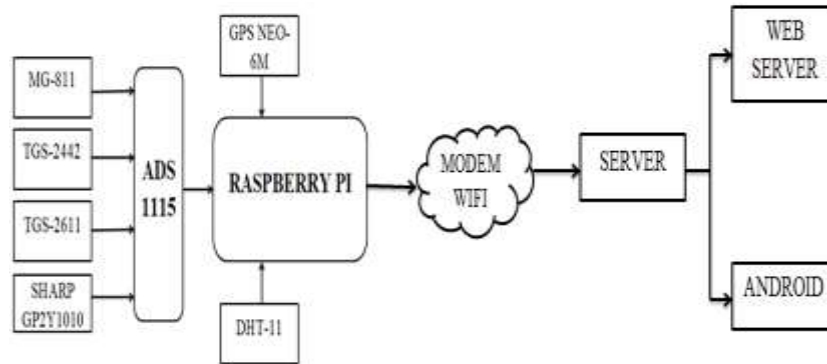 GPS NEO-
6M
MG-811
TGS-2442
TGS-2611
SHARP
GP2Y1010
ADS
1115
RASPBERRY PI
DHT-11
MODEM
WIFI
SERVER
WEB
SERVER
ANDROID